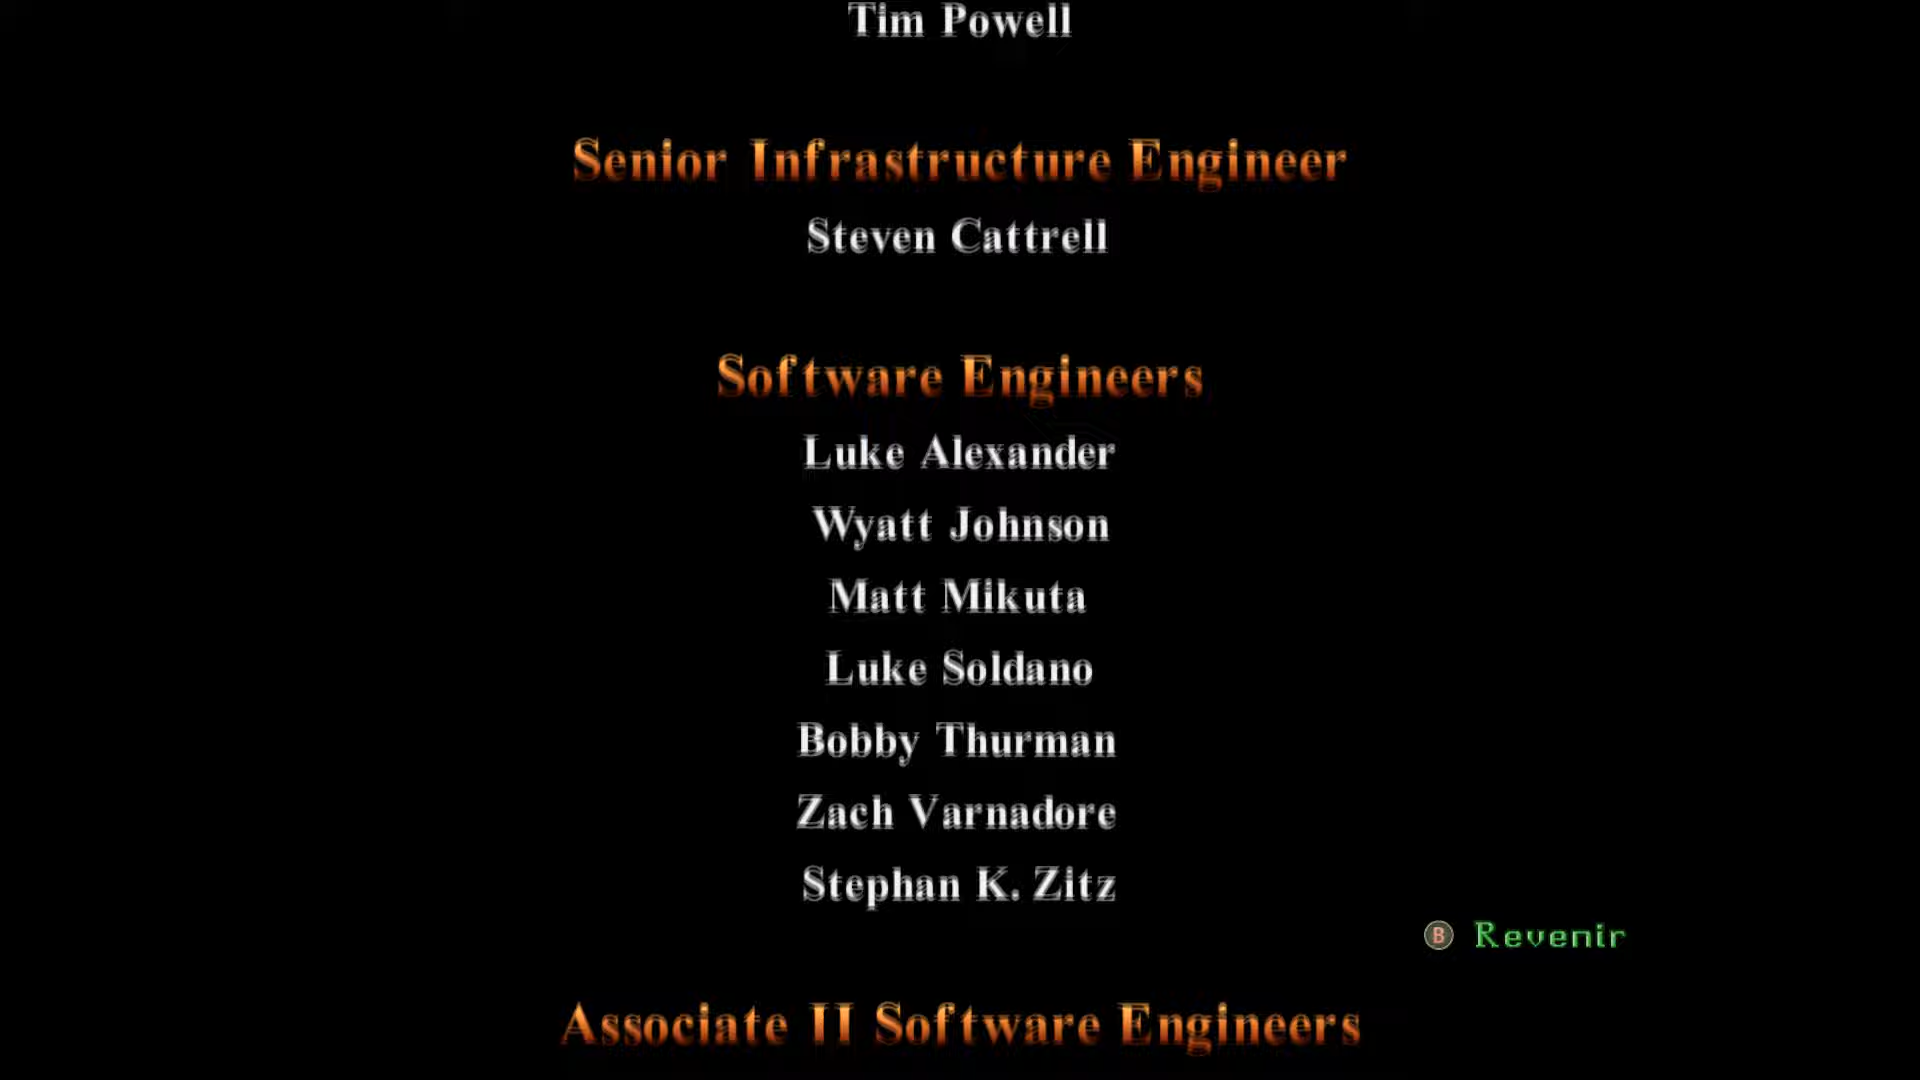 Tim Powell
Senior Infrastructure Engineer
Steven Cattrell
Software Engineers
Luke Alexander
Wyatt Johnson
Matt Mikuta
Luke Soldano
Bobby Thurman
Zach Varnadore
Stephan K. Zitz
B Revenir
Associate II Software Engineers